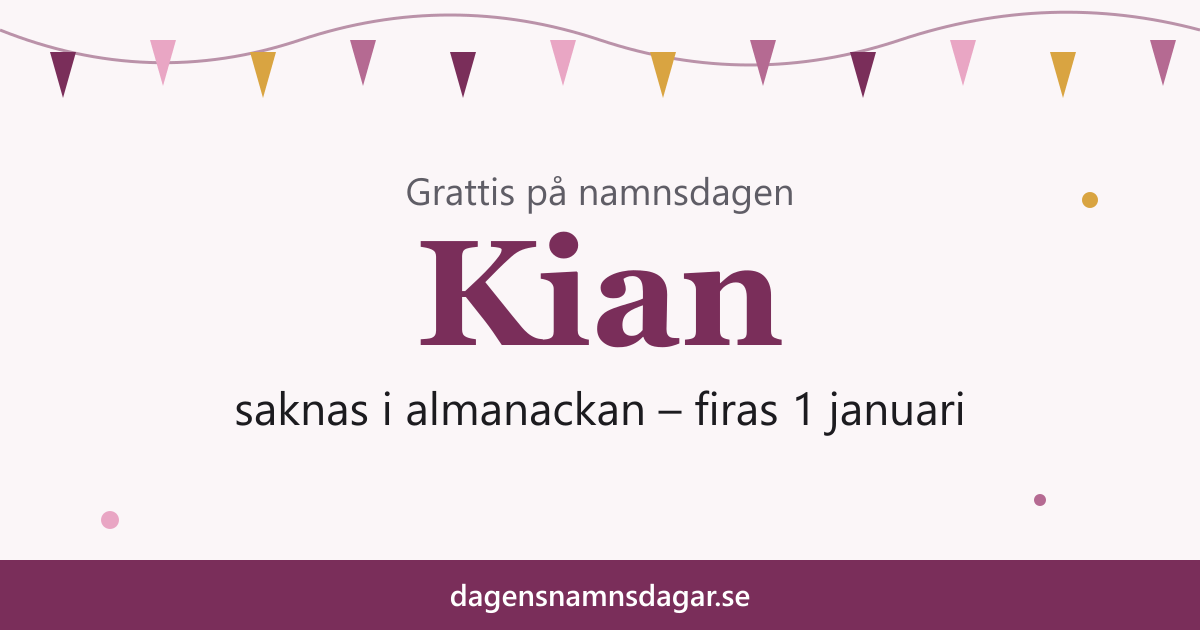 Grattis på namnsdagen
Kian
saknas i almanackan – firas 1 januari
dagensnamnsdagar.se